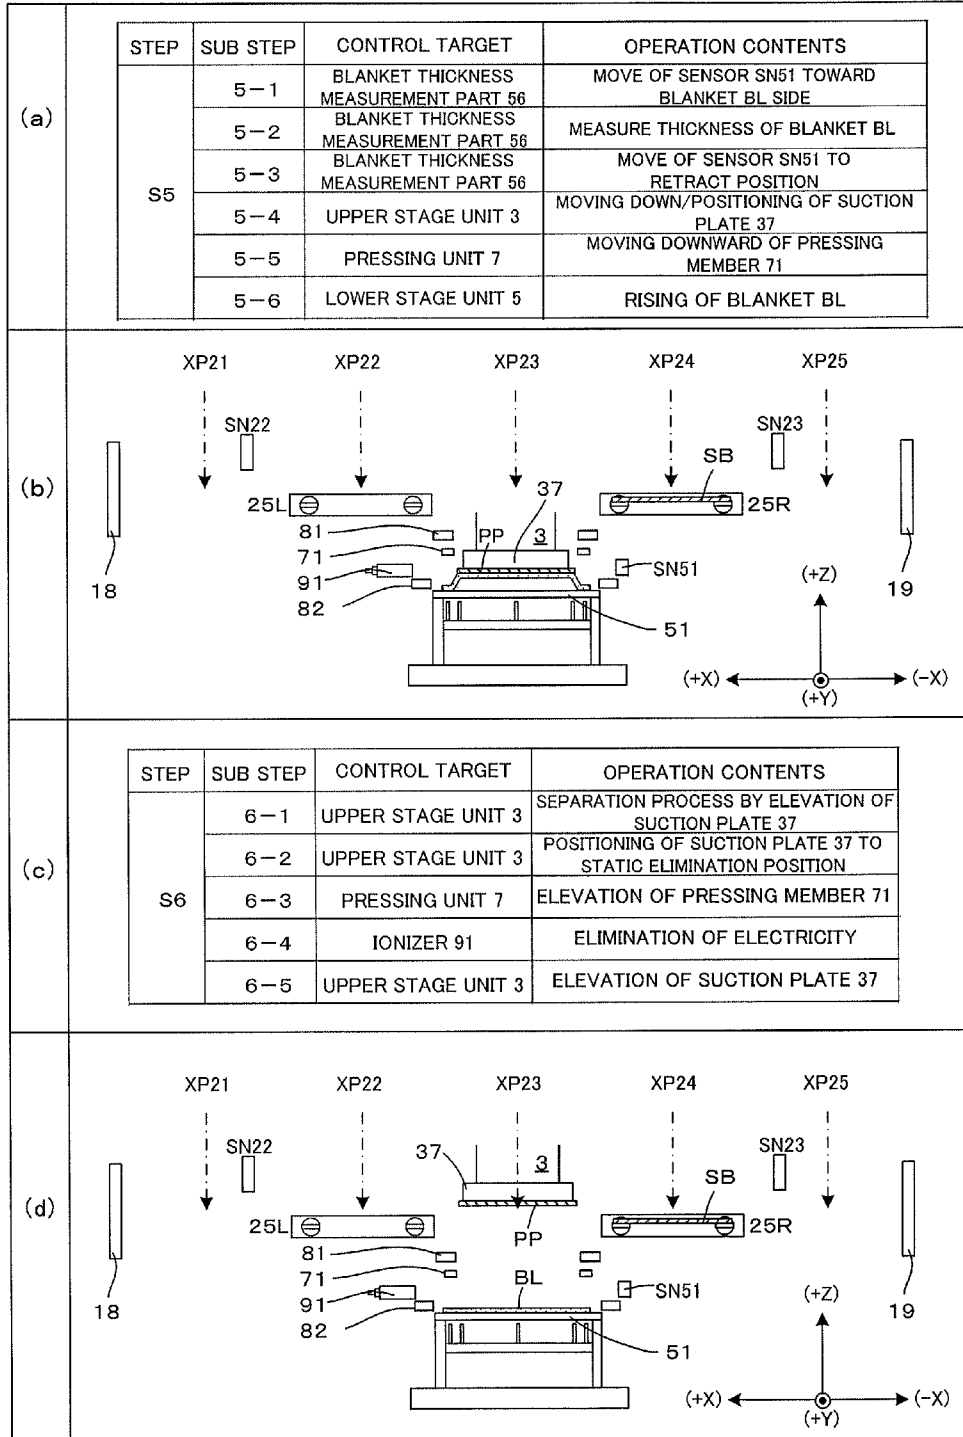 (a)
STEP SUB STEP CONTROL TARGET OPERATION CONTENTS
S5
5-1 BLANKET THICKNESS MEASUREMENT PART 56 MOVE OF SENSOR SN51 TOWARD BLANKET BL SIDE
5-2 BLANKET THICKNESS MEASUREMENT PART 56 MEASURE THICKNESS OF BLANKET BL
5-3 BLANKET THICKNESS MEASUREMENT PART 56 MOVE OF SENSOR SN51 TO RETRACT POSITION
5-4 UPPER STAGE UNIT 3 MOVING DOWN/POSITIONING OF SUCTION PLATE 37
5-5 PRESSING UNIT 7 MOVING DOWNWARD OF PRESSING MEMBER 71
5-6 LOWER STAGE UNIT 5 RISING OF BLANKET BL
(b)
XP21 XP22 XP23 XP24 XP25
SN22 SN23
SB
37
25L 25R
81 PP 3
71
SN51
91
82
18 19
51
(+Z)
(+X) (-X)
(+Y)
(c)
STEP SUB STEP CONTROL TARGET OPERATION CONTENTS
S6
6-1 UPPER STAGE UNIT 3 SEPARATION PROCESS BY ELEVATION OF SUCTION PLATE 37
6-2 UPPER STAGE UNIT 3 POSITIONING OF SUCTION PLATE 37 TO STATIC ELIMINATION POSITION
6-3 PRESSING UNIT 7 ELEVATION OF PRESSING MEMBER 71
6-4 IONIZER 91 ELIMINATION OF ELECTRICITY
6-5 UPPER STAGE UNIT 3 ELEVATION OF SUCTION PLATE 37
(d)
XP21 XP22 XP23 XP24 XP25
SN22 SN23
37 3
SB
25L PP 25R
81
71 BL
SN51
91
82
18 19
51
(+Z)
(+X) (-X)
(+Y)